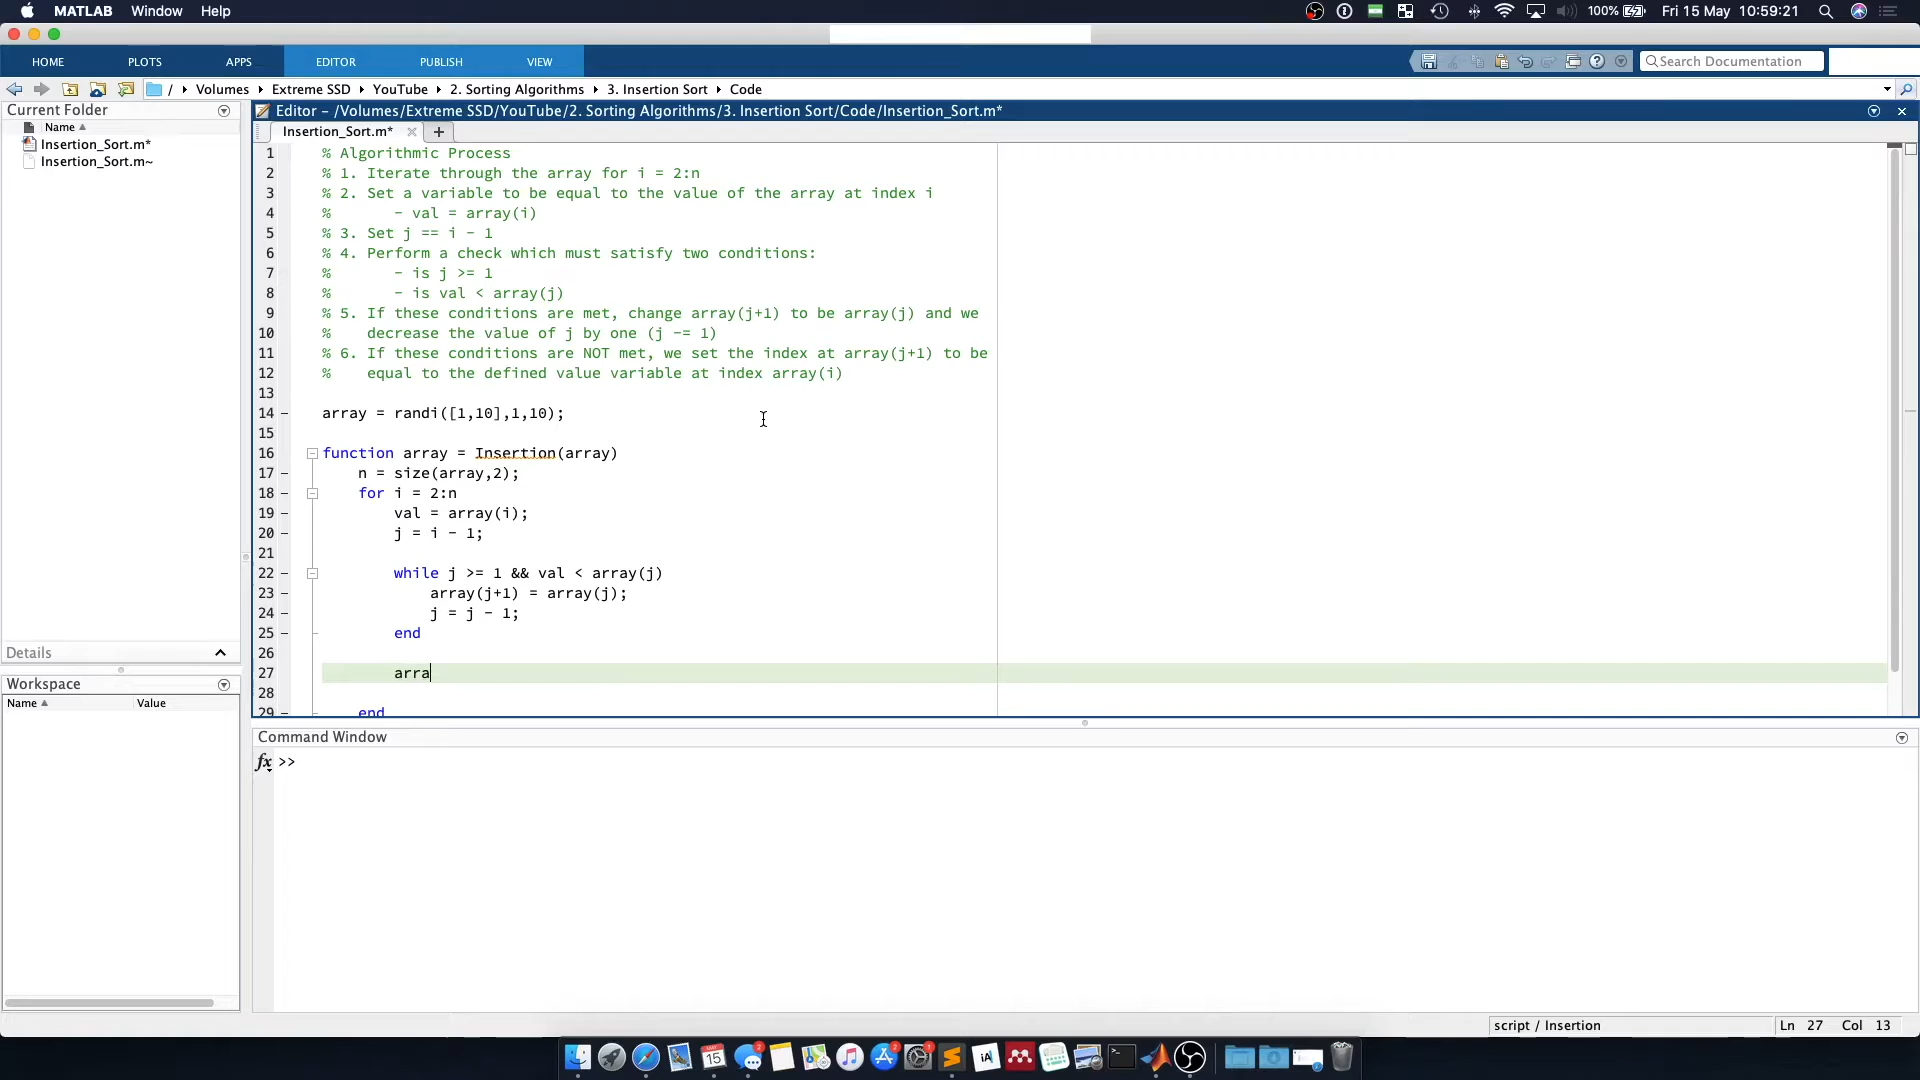 MATLAB Window Help 100% Fri 15 May 10:59:21
HOME PLOTS APPS EDITOR PUBLISH VIEW Search Documentation
/ Volumes Extreme SSD YouTube 2. Sorting Algorithms 3. Insertion Sort Code
Current Folder
Name
Insertion_Sort.m*
Insertion_Sort.m~
Details
Workspace
Name Value
Editor - /Volumes/Extreme SSD/YouTube/2. Sorting Algorithms/3. Insertion Sort/Code/Insertion_Sort.m*
Insertion_Sort.m* +
1 % Algorithmic Process
2 % 1. Iterate through the array for i = 2:n
3 % 2. Set a variable to be equal to the value of the array at index i
4 % - val = array(i)
5 % 3. Set j == i - 1
6 % 4. Perform a check which must satisfy two conditions:
7 % - is j >= 1
8 % - is val < array(j)
9 % 5. If these conditions are met, change array(j+1) to be array(j) and we
10 % decrease the value of j by one (j -= 1)
11 % 6. If these conditions are NOT met, we set the index at array(j+1) to be
12 % equal to the defined value variable at index array(i)
13
14 - array = randi([1,10],1,10);
15
16 function array = Insertion(array)
17 - n = size(array,2);
18 - for i = 2:n
19 - val = array(i);
20 - j = i - 1;
21
22 - while j >= 1 && val < array(j)
23 - array(j+1) = array(j);
24 - j = j - 1;
25 - end
26
27 - arra
28
29 - end
Command Window
fx >>
script / Insertion Ln 27 Col 13
15 2 2 1 iA